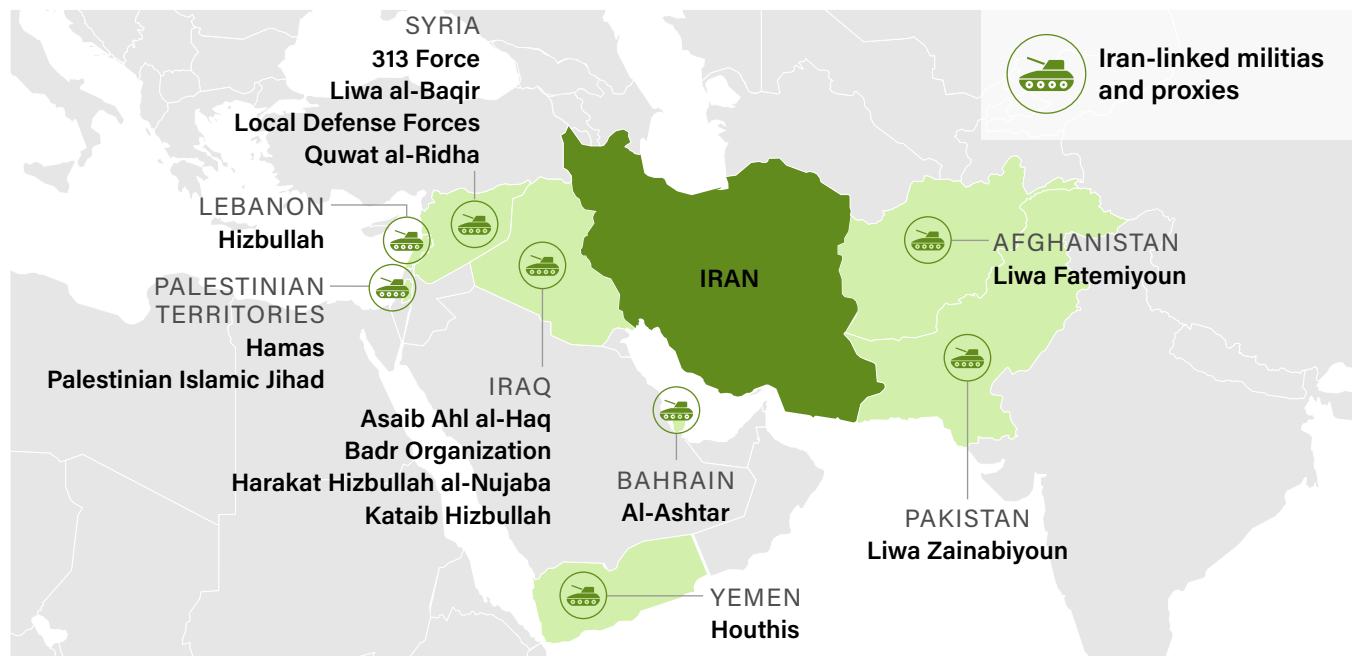 SYRIA
313 Force
Liwa al-Baqir
Local Defense Forces
Quwat al-Ridha
Iran-linked militias
and proxies
LEBANON
Hizbullah
PALESTINIAN
TERRITORIES
Hamas
Palestinian Islamic Jihad
IRAQ
Asaib Ahl al-Haq
Badr Organization
Harakat Hizbullah al-Nujaba
Kataib Hizbullah
IRAN
BAHRAIN
Al-Ashtar
AFGHANISTAN
Liwa Fatemiyoun
PAKISTAN
Liwa Zainabiyoun
YEMEN
Houthis